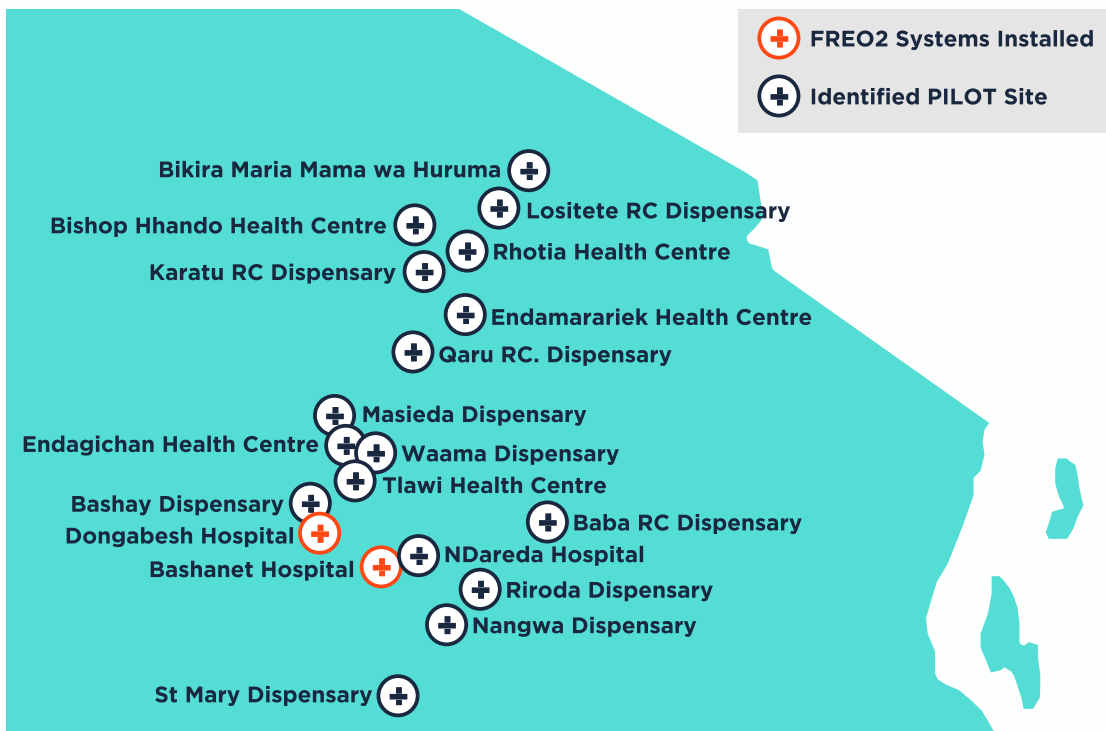 FREO2 Systems Installed
Identified PILOT Site
Bikira Maria Mama wa Huruma
Lositete RC Dispensary
Bishop Hhando Health Centre
Rhotia Health Centre
Karatu RC Dispensary
Endamarariek Health Centre
Qaru RC. Dispensary
Masieda Dispensary
Endagichan Health Centre
Waama Dispensary
Tlawi Health Centre
Bashay Dispensary
Baba RC Dispensary
Dongabesh Hospital
NDareda Hospital
Bashanet Hospital
Riroda Dispensary
Nangwa Dispensary
St Mary Dispensary